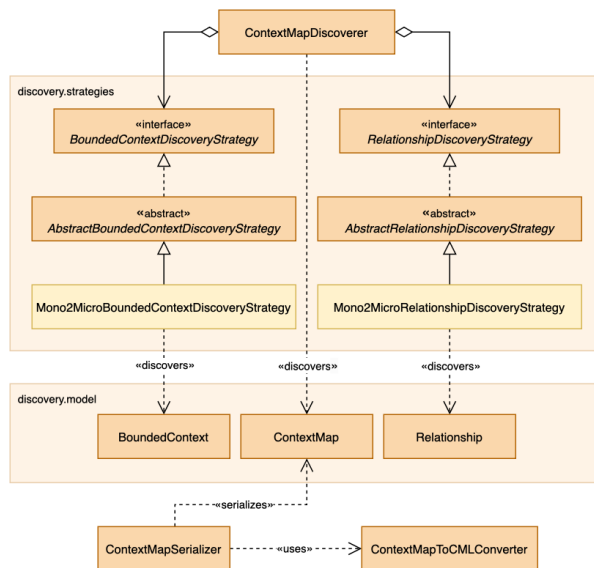 ContextMapDiscoverer
discovery.strategies
«interface»
BoundedContextDiscoveryStrategy
«interface»
RelationshipDiscoveryStrategy
«abstract»
AbstractBoundedContextDiscoveryStrategy
«abstract»
AbstractRelationshipDiscoveryStrategy
Mono2MicroBoundedContextDiscoveryStrategy
Mono2MicroRelationshipDiscoveryStrategy
«discovers»
«discovers»
«discovers»
discovery.model
BoundedContext
ContextMap
Relationship
«serializes»
ContextMapSerializer
«uses»
ContextMapToCMLConverter